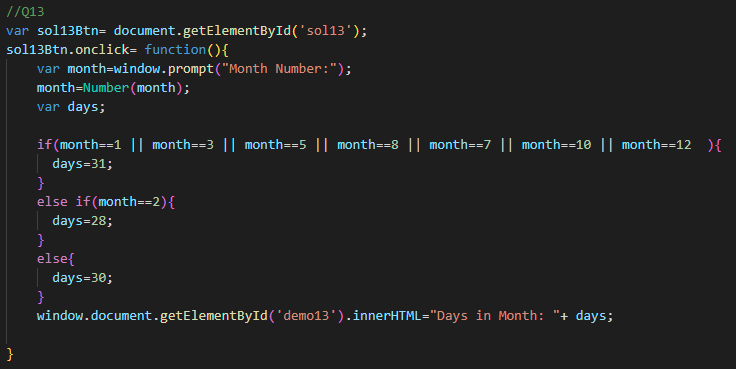 //Q13
var sol13Btn= document.getElementById('sol13');
sol13Btn.onclick= function(){
    var month=window.prompt("Month Number:");
    month=Number(month);
    var days;

    if(month==1 || month==3 || month==5 || month==8 || month==7 || month==10 || month==12  ){
      days=31;
    }
    else if(month==2){
      days=28;
    }
    else{
      days=30;
    }
    window.document.getElementById('demo13').innerHTML="Days in Month: "+ days;

}